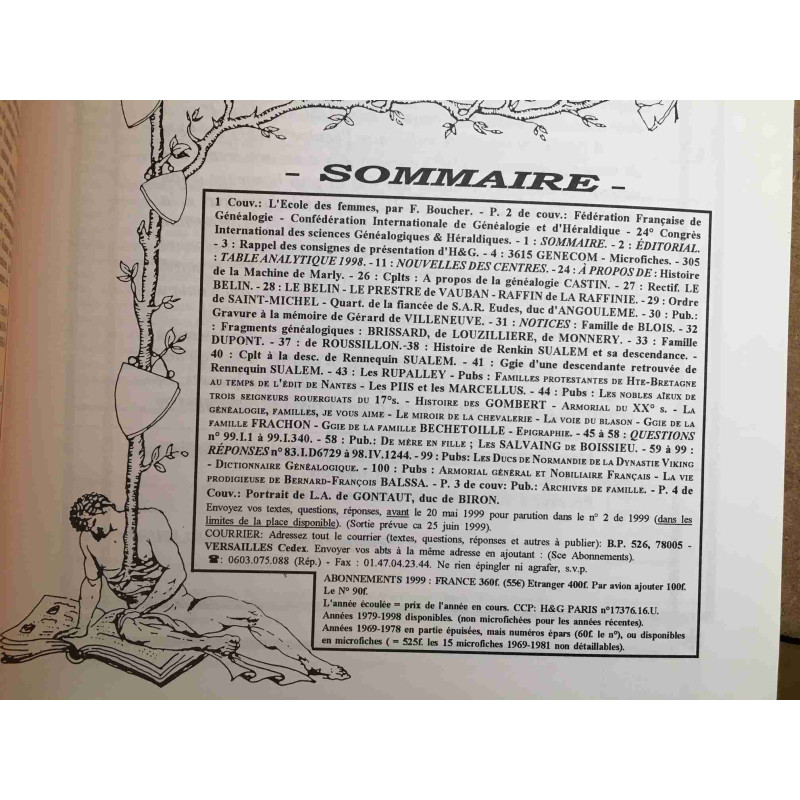 - SOMMAIRE -
1 Couv.: L'Ecole des femmes, par F. Boucher. - P. 2 de couv.: Fédération Française de
Généalogie - Confédération Internationale de Généalogie et d'Héraldique - 24° Congrès
International des sciences Généalogiques & Héraldiques. - 1 : SOMMAIRE. - 2 : ÉDITORIAL.
- 3 : Rappel des consignes de présentation d'H&G. - 4 : 3615 GENECOM - Microfiches. - 305
: TABLE ANALYTIQUE 1998. - 11 : NOUVELLES DES CENTRES. - 24 : À PROPOS DE : Histoire
de la Machine de Marly. - 26 : Cplts : A propos de la généalogie CASTIN. - 27 : Rectif. LE
BELIN. - 28 : LE BELIN - LE PRESTRE de VAUBAN - RAFFIN de LA RAFFINIE. - 29 : Ordre
de SAINT-MICHEL - Quart. de la fiancée de S.A.R. Eudes, duc d'ANGOULEME. - 30 : Pub.:
Gravure à la mémoire de Gérard de VILLENEUVE. - 31 : NOTICES : Famille de BLOIS. - 32
: Fragments généalogiques : BRISSARD, de LOUZILLIERE, de MONNERY. - 33 : Famille
DUPONT. - 37 : de ROUSSILLON.-38 : Histoire de Renkin SUALEM et sa descendance. -
40 : Cplt à la desc. de Rennequin SUALEM. - 41 : Ggie d'une descendante retrouvée de
Rennequin SUALEM. - 43 : Les RUPALLEY - Pubs : FAMILLES PROTESTANTES DE HTE-BRETAGNE
AU TEMPS DE L'ÉDIT DE NANTES - LES PIIS ET LES MARCELLUS. - 44 : Pubs : LES NOBLES AÏEUX DE
TROIS SEIGNEURS ROUERGUATS DU 17°S. - HISTOIRE DES GOMBERT - ARMORIAL DU XX° S. - LA
GÉNÉALOGIE, FAMILLES, JE VOUS AIME - LE MIROIR DE LA CHEVALERIE - LA VOIE DU BLASON - GGIE DE LA
FAMILLE FRACHON - GGIE DE LA FAMILLE BECHETOILLE - EPIGRAPHIE. - 45 à 58 : QUESTIONS
n° 99.I.1 à 99.I.340. - 58 : Pub.: DE MÈRE EN FILLE ; LES SALVAING DE BOISSIEU. - 59 à 99 :
RÉPONSES n° 83.I.D6729 à 98.IV.1244. - 99 : Pubs: LES DUCS DE NORMANDIE DE LA DYNASTIE VIKING
- DICTIONNAIRE GÉNÉALOGIQUE. - 100 : Pubs : ARMORIAL GÉNÉRAL ET NOBILIAIRE FRANÇAIS - LA VIE
PRODIGIEUSE DE BERNARD-FRANÇOIS BALSSA. - P. 3 de couv: Pub.: ARCHIVES DE FAMILLE. - P. 4 de
Couv.: Portrait de L.A. de GONTAUT, duc de BIRON.
Envoyez vos textes, questions, réponses, avant le 20 mai 1999 pour parution dans le n° 2 de 1999 (dans les
limites de la place disponible). (Sortie prévue ca 25 juin 1999).
COURRIER: Adressez tout le courrier (textes, questions, réponses et autres à publier): B.P. 526, 78005 -
VERSAILLES Cedex. Envoyer vos abts à la même adresse en ajoutant : (Sce Abonnements).
☎: 0603.075.088 (Rép.) - Fax : 01.47.04.23.44. Ne rien épingler ni agrafer, s.v.p.
ABONNEMENTS 1999 : FRANCE 360f. (55€) Etranger 400f. Par avion ajouter 100f.
Le N° 90f.
L'année écoulée = prix de l'année en cours. CCP: H&G PARIS n°17376.16.U.
Années 1979-1998 disponibles. (non microfichées pour les années récentes).
Années 1969-1978 en partie épuisées, mais numéros épars (60f. le n°), ou disponibles
en microfiches ( = 525f. les 15 microfiches 1969-1981 non détaillables).